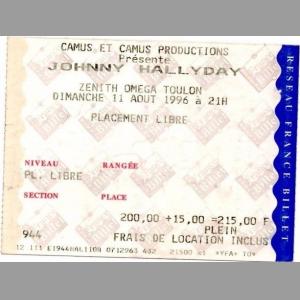 CAMUS ET CAMUS PRODUCTIONS
Présente
JOHNNY HALLYDAY
ZENITH OMEGA TOULON
DIMANCHE 11 AOUT 1996 à 21H
PLACEMENT LIBRE
NIVEAU RANGÉE
PL. LIBRE
SECTION PLACE
200,00 +15,00 =215,00 F
PLEIN
944 FRAIS DE LOCATION INCLUS
RESEAU FRANCE BILLET